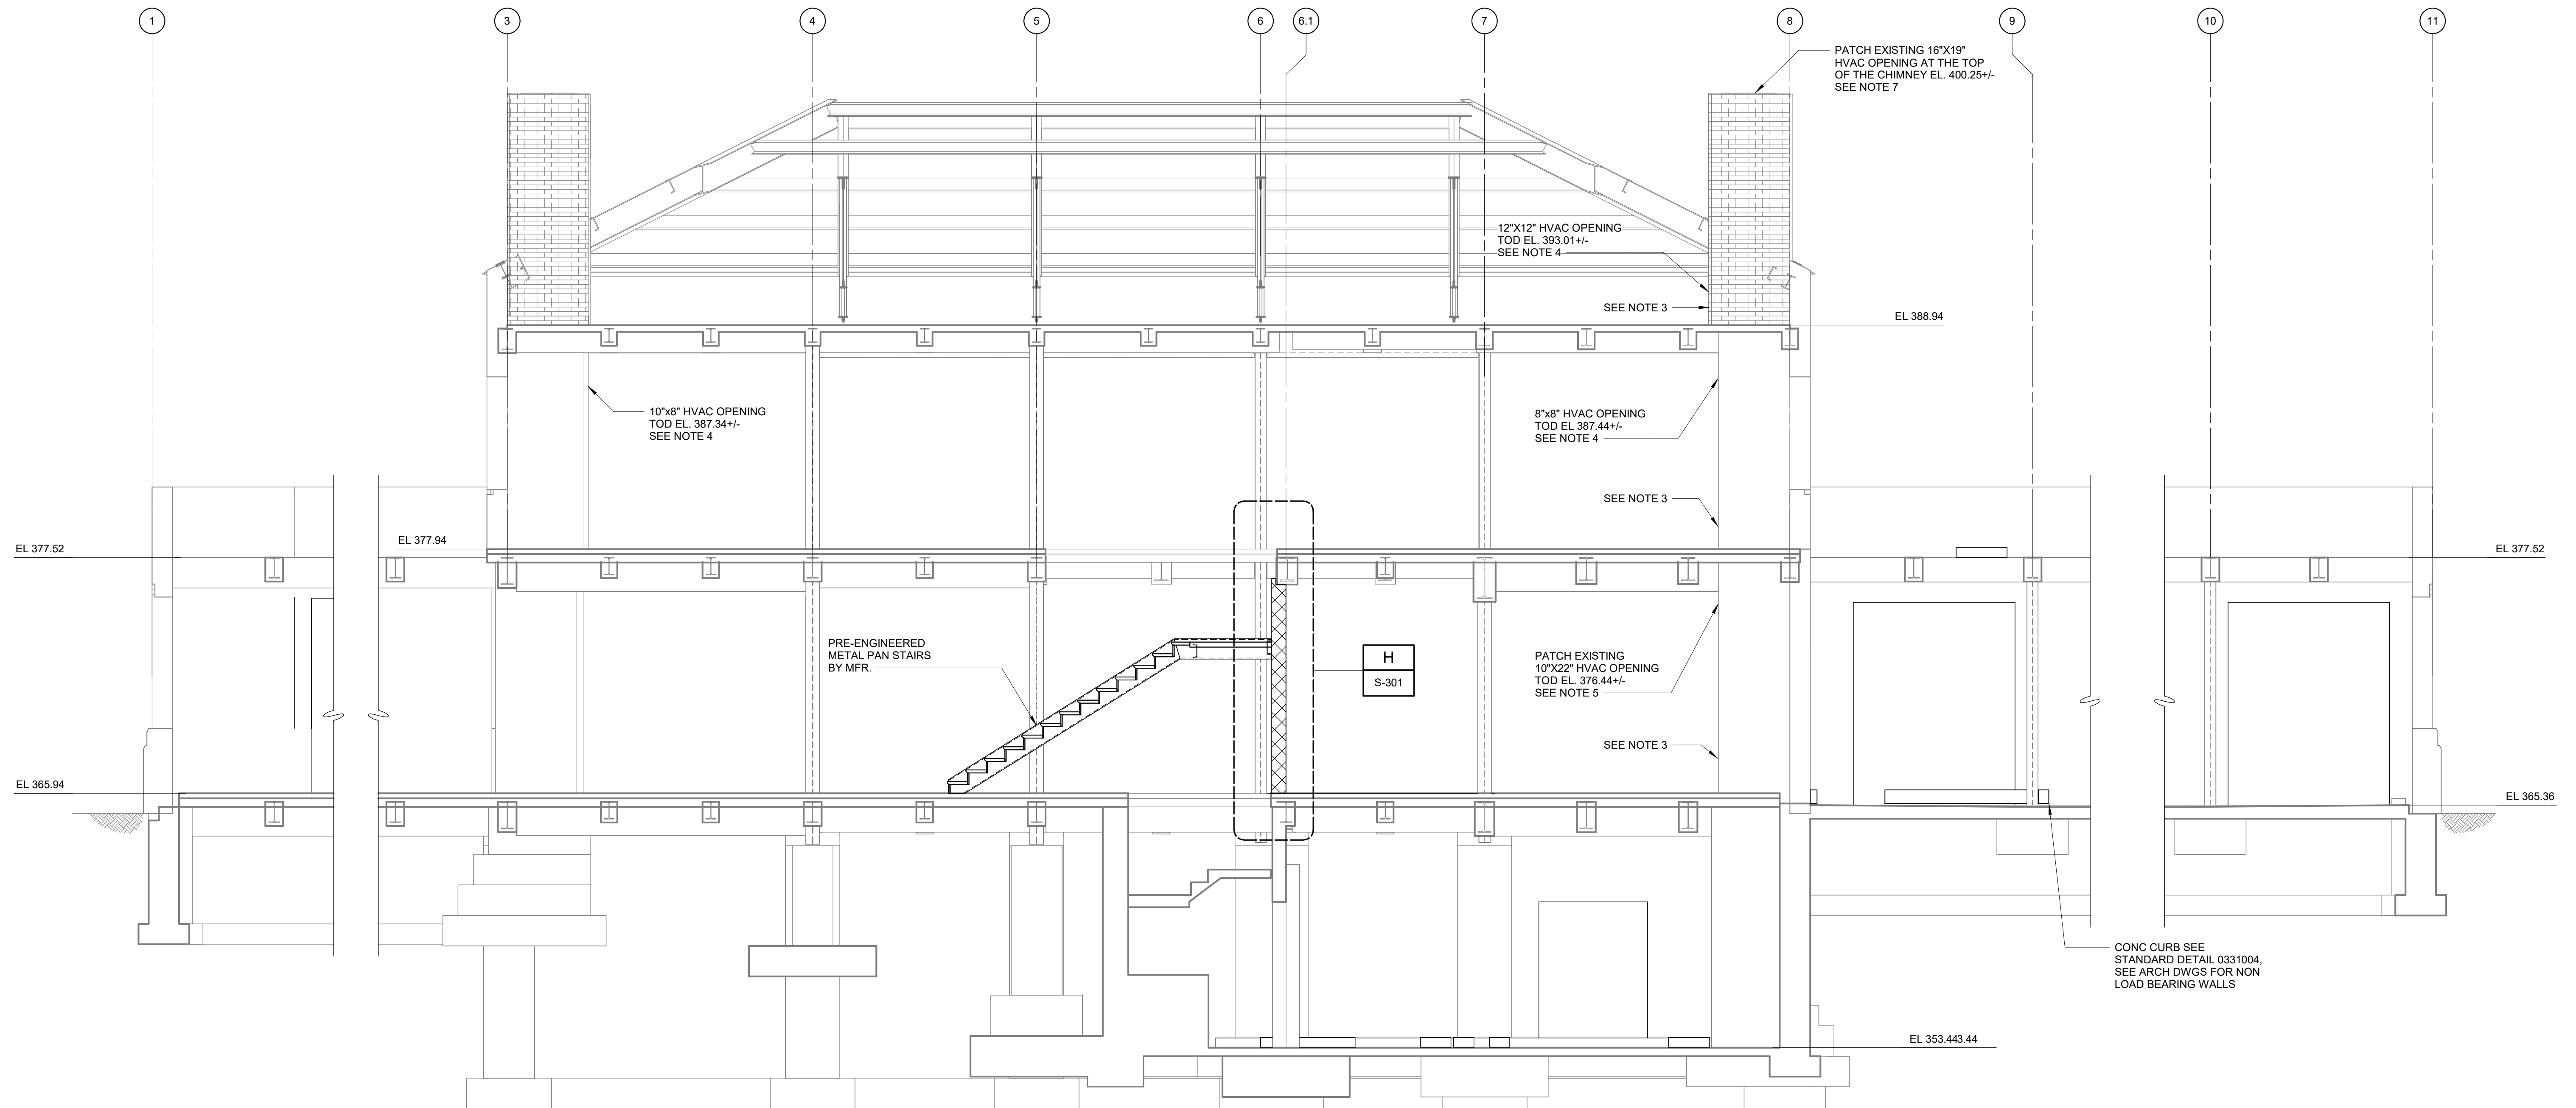 1
3
4
5
6
6.1
7
8
9
10
11
PATCH EXISTING 16"X19"
HVAC OPENING AT THE TOP
OF THE CHIMNEY EL. 400.25+/-
SEE NOTE 7
12"X12" HVAC OPENING
TOD EL. 393.01+/-
SEE NOTE 4
SEE NOTE 3
EL 388.94
10"x8" HVAC OPENING
TOD EL. 387.34+/-
SEE NOTE 4
8"x8" HVAC OPENING
TOD EL 387.44+/-
SEE NOTE 4
SEE NOTE 3
EL 377.52
EL 377.94
EL 377.52
PRE-ENGINEERED
METAL PAN STAIRS
BY MFR.
H
S-301
PATCH EXISTING
10"X22" HVAC OPENING
TOD EL. 376.44+/-
SEE NOTE 5
SEE NOTE 3
EL 365.94
EL 365.36
CONC CURB SEE
STANDARD DETAIL 0331004,
SEE ARCH DWGS FOR NON
LOAD BEARING WALLS
EL 353.443.44